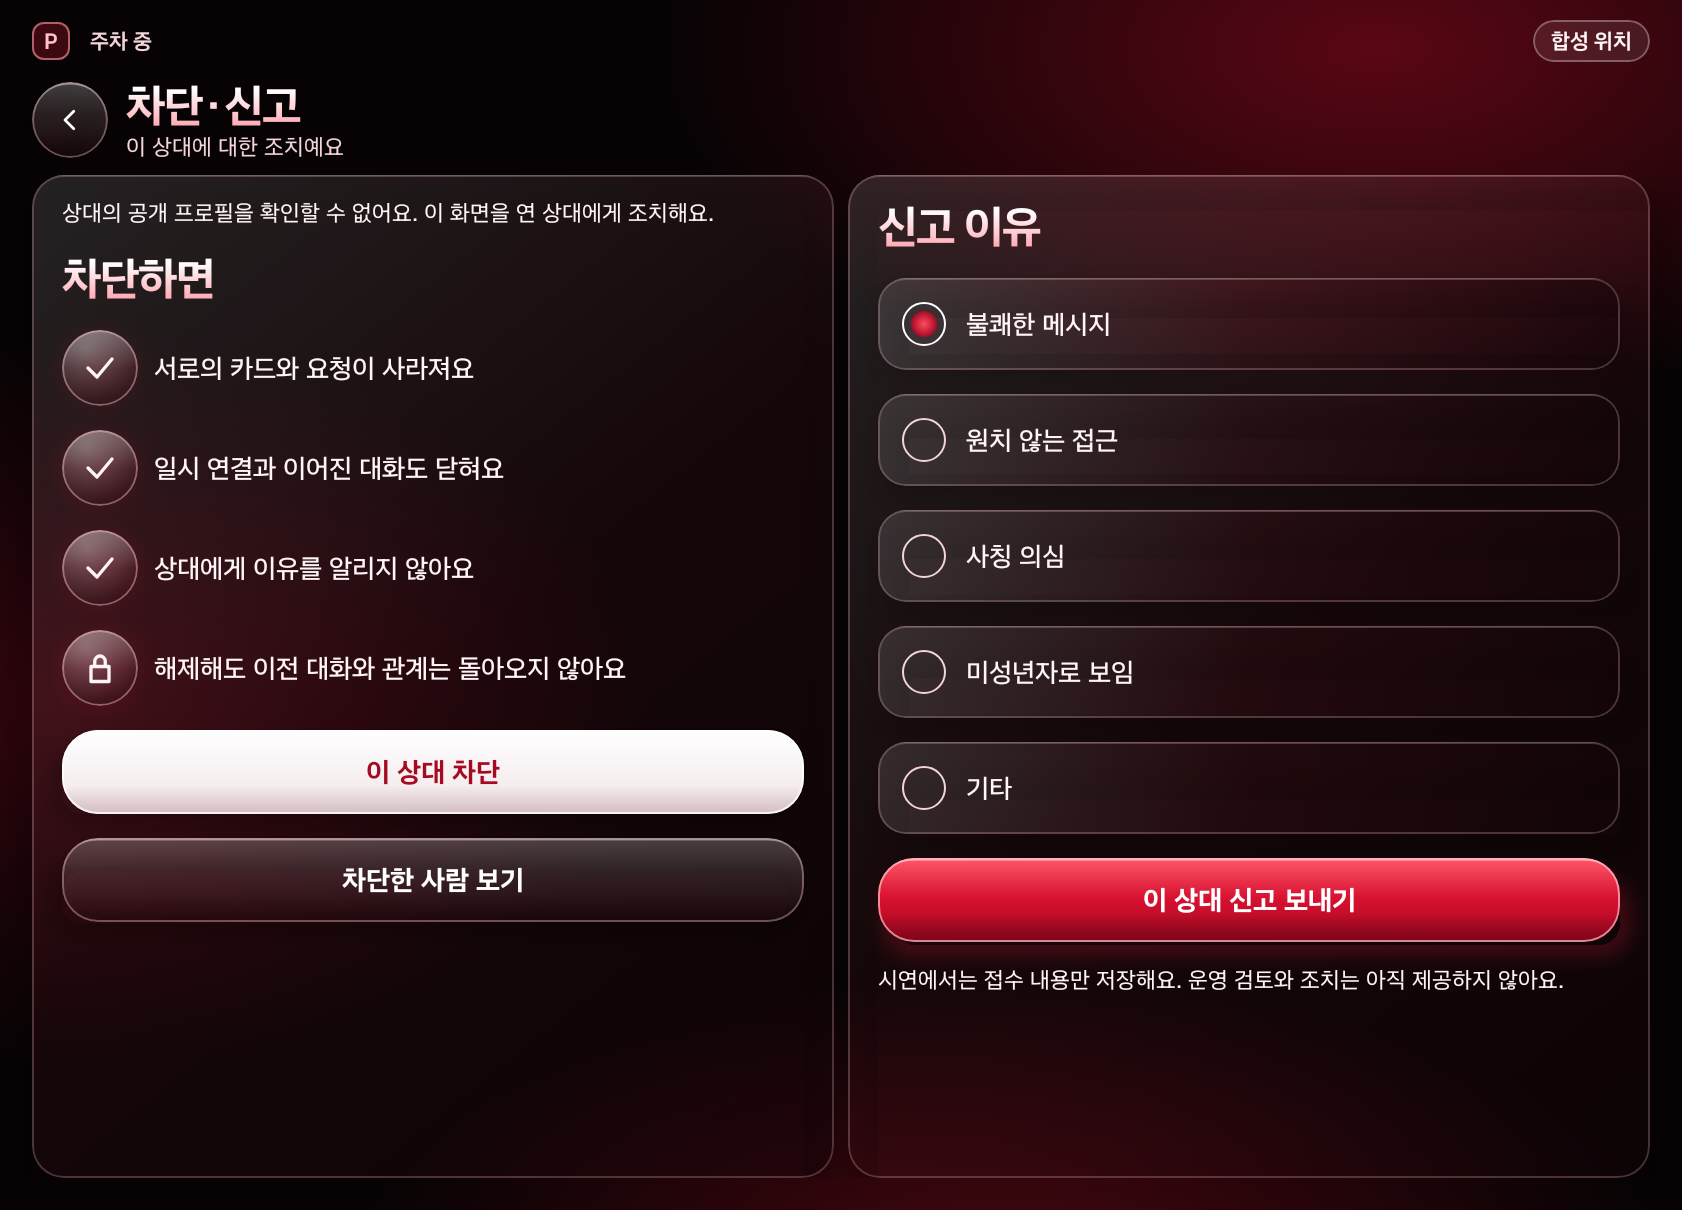 P 주차 중
합성 위치
차단·신고
이 상대에 대한 조치예요
상대의 공개 프로필을 확인할 수 없어요. 이 화면을 연 상대에게 조치해요.
차단하면
서로의 카드와 요청이 사라져요
일시 연결과 이어진 대화도 닫혀요
상대에게 이유를 알리지 않아요
해제해도 이전 대화와 관계는 돌아오지 않아요
이 상대 차단
차단한 사람 보기
신고 이유
불쾌한 메시지
원치 않는 접근
사칭 의심
미성년자로 보임
기타
이 상대 신고 보내기
시연에서는 접수 내용만 저장해요. 운영 검토와 조치는 아직 제공하지 않아요.